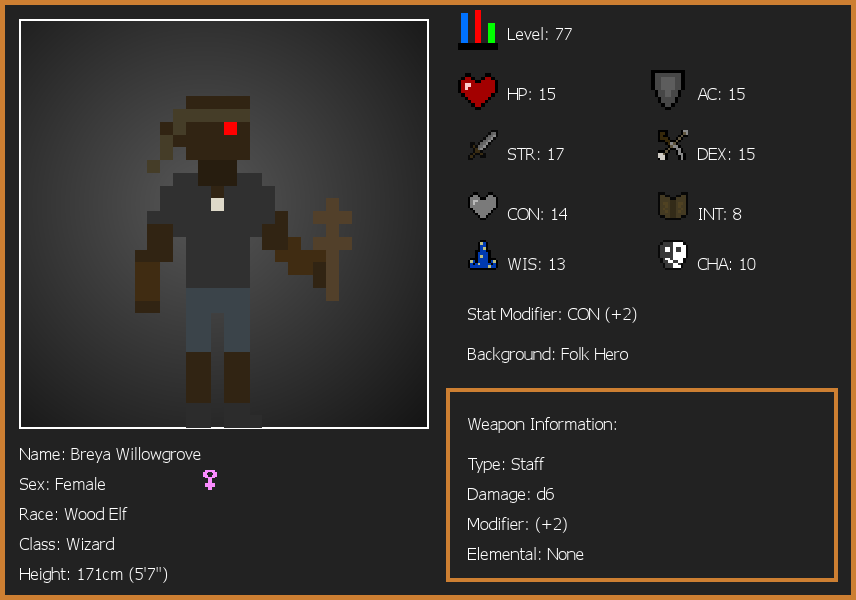 Level: 77
HP: 15
AC: 15
STR: 17
DEX: 15
CON: 14
INT: 8
WIS: 13
CHA: 10
Stat Modifier: CON (+2)
Background: Folk Hero
Weapon Information:
Type: Staff
Damage: d6
Modifier: (+2)
Elemental: None
Name: Breya Willowgrove
Sex: Female
Race: Wood Elf
Class: Wizard
Height: 171cm (5'7")